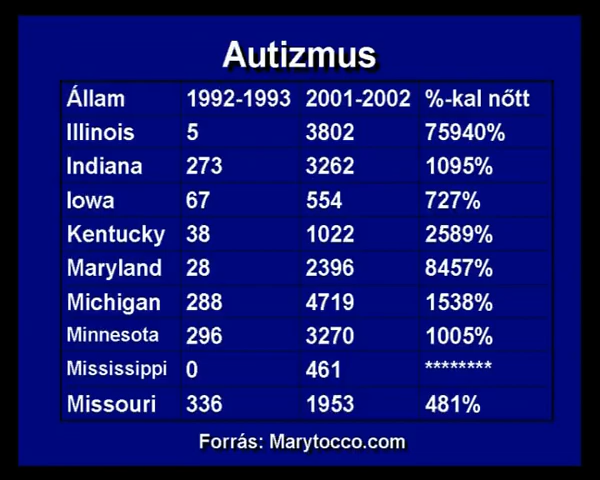 Autizmus
Állam 1992-1993 2001-2002 %-kal nőtt
Illinois 5 3802 75940%
Indiana 273 3262 1095%
Iowa 67 554 727%
Kentucky 38 1022 2589%
Maryland 28 2396 8457%
Michigan 288 4719 1538%
Minnesota 296 3270 1005%
Mississippi 0 461 ********
Missouri 336 1953 481%
Forrás: Marytocco.com